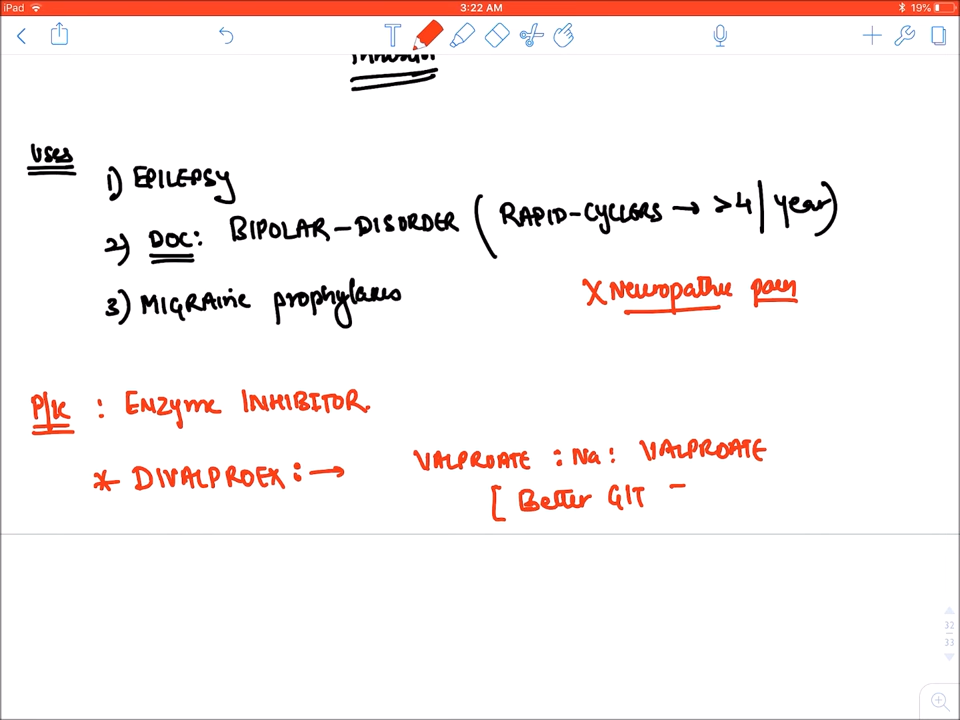 iPad 3:22 AM 19%
T
Uses
1) EPILEPSY
2) DOC: BIPOLAR-DISORDER (RAPID-CYCLERS → >4/year)
3) MIGRAine prophylaxis
X Neuropathic pain
P/K : Enzyme INHIBITOR.
* DIVALPROEX: → VALPROATE : Na : VALPROATE
[ Better GIT
32
33